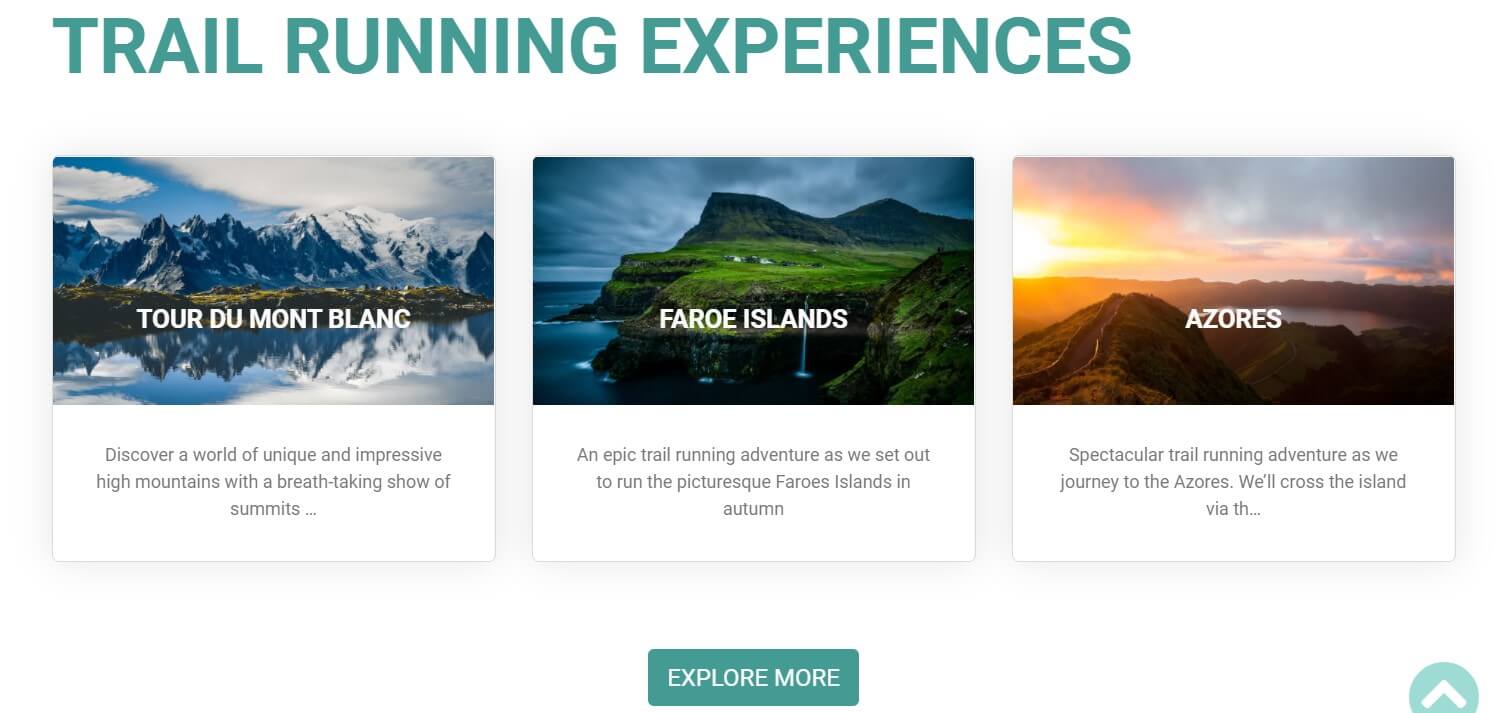 TRAIL RUNNING EXPERIENCES
TOUR DU MONT BLANC
Discover a world of unique and impressive
high mountains with a breath-taking show of
summits ...
FAROE ISLANDS
An epic trail running adventure as we set out
to run the picturesque Faroes Islands in
autumn
AZORES
Spectacular trail running adventure as we
journey to the Azores. We’ll cross the island
via th...
EXPLORE MORE